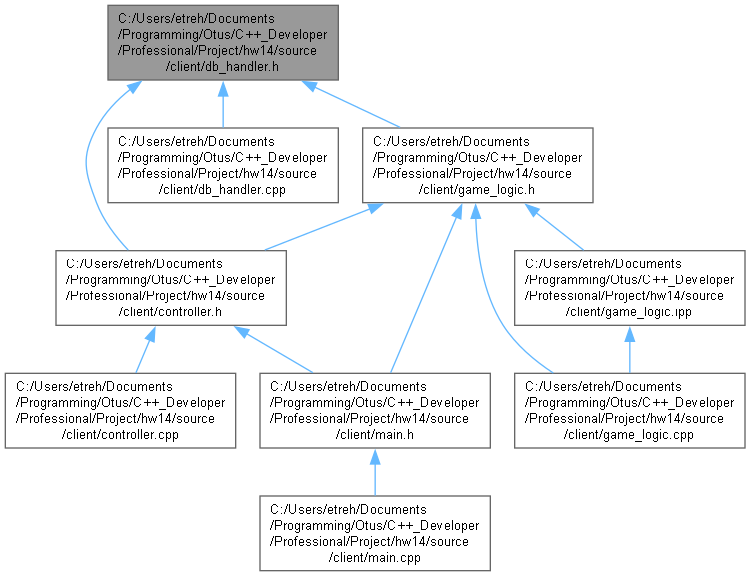 C:/Users/etreh/Documents
/Programming/Otus/C++_Developer
/Professional/Project/hw14/source
/client/db_handler.h
C:/Users/etreh/Documents
/Programming/Otus/C++_Developer
/Professional/Project/hw14/source
/client/db_handler.cpp
C:/Users/etreh/Documents
/Programming/Otus/C++_Developer
/Professional/Project/hw14/source
/client/game_logic.h
C:/Users/etreh/Documents
/Programming/Otus/C++_Developer
/Professional/Project/hw14/source
/client/controller.h
C:/Users/etreh/Documents
/Programming/Otus/C++_Developer
/Professional/Project/hw14/source
/client/game_logic.ipp
C:/Users/etreh/Documents
/Programming/Otus/C++_Developer
/Professional/Project/hw14/source
/client/controller.cpp
C:/Users/etreh/Documents
/Programming/Otus/C++_Developer
/Professional/Project/hw14/source
/client/main.h
C:/Users/etreh/Documents
/Programming/Otus/C++_Developer
/Professional/Project/hw14/source
/client/game_logic.cpp
C:/Users/etreh/Documents
/Programming/Otus/C++_Developer
/Professional/Project/hw14/source
/client/main.cpp